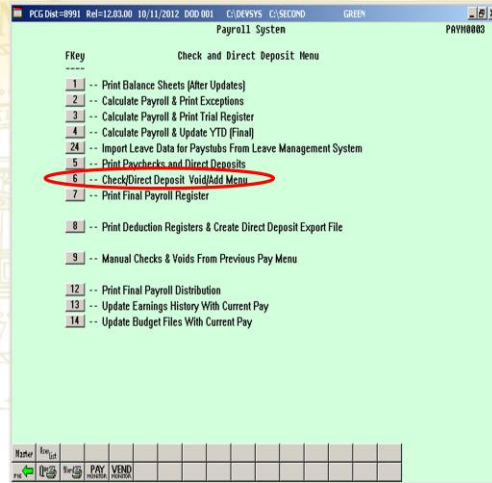 PCG Dist=8991 Rel=12.03.00 10/11/2012 DOD 001 C:\DEVSYS C:\SECOND GREEN
Payroll System PAYM0003
FKey Check and Direct Deposit Menu
----
1 -- Print Balance Sheets (After Updates)
2 -- Calculate Payroll & Print Exceptions
3 -- Calculate Payroll & Print Trial Register
4 -- Calculate Payroll & Update YTD (Final)
24 -- Import Leave Data for Paystubs From Leave Management System
5 -- Print Paychecks and Direct Deposits
6 -- Check/Direct Deposit Void/Add Menu
7 -- Print Final Payroll Register
8 -- Print Deduction Registers & Create Direct Deposit Export File
9 -- Manual Checks & Voids From Previous Pay Menu
12 -- Print Final Payroll Distribution
13 -- Update Earnings History With Current Pay
14 -- Update Budget Files With Current Pay
Master
PAY VEND
MONITOR MONITOR